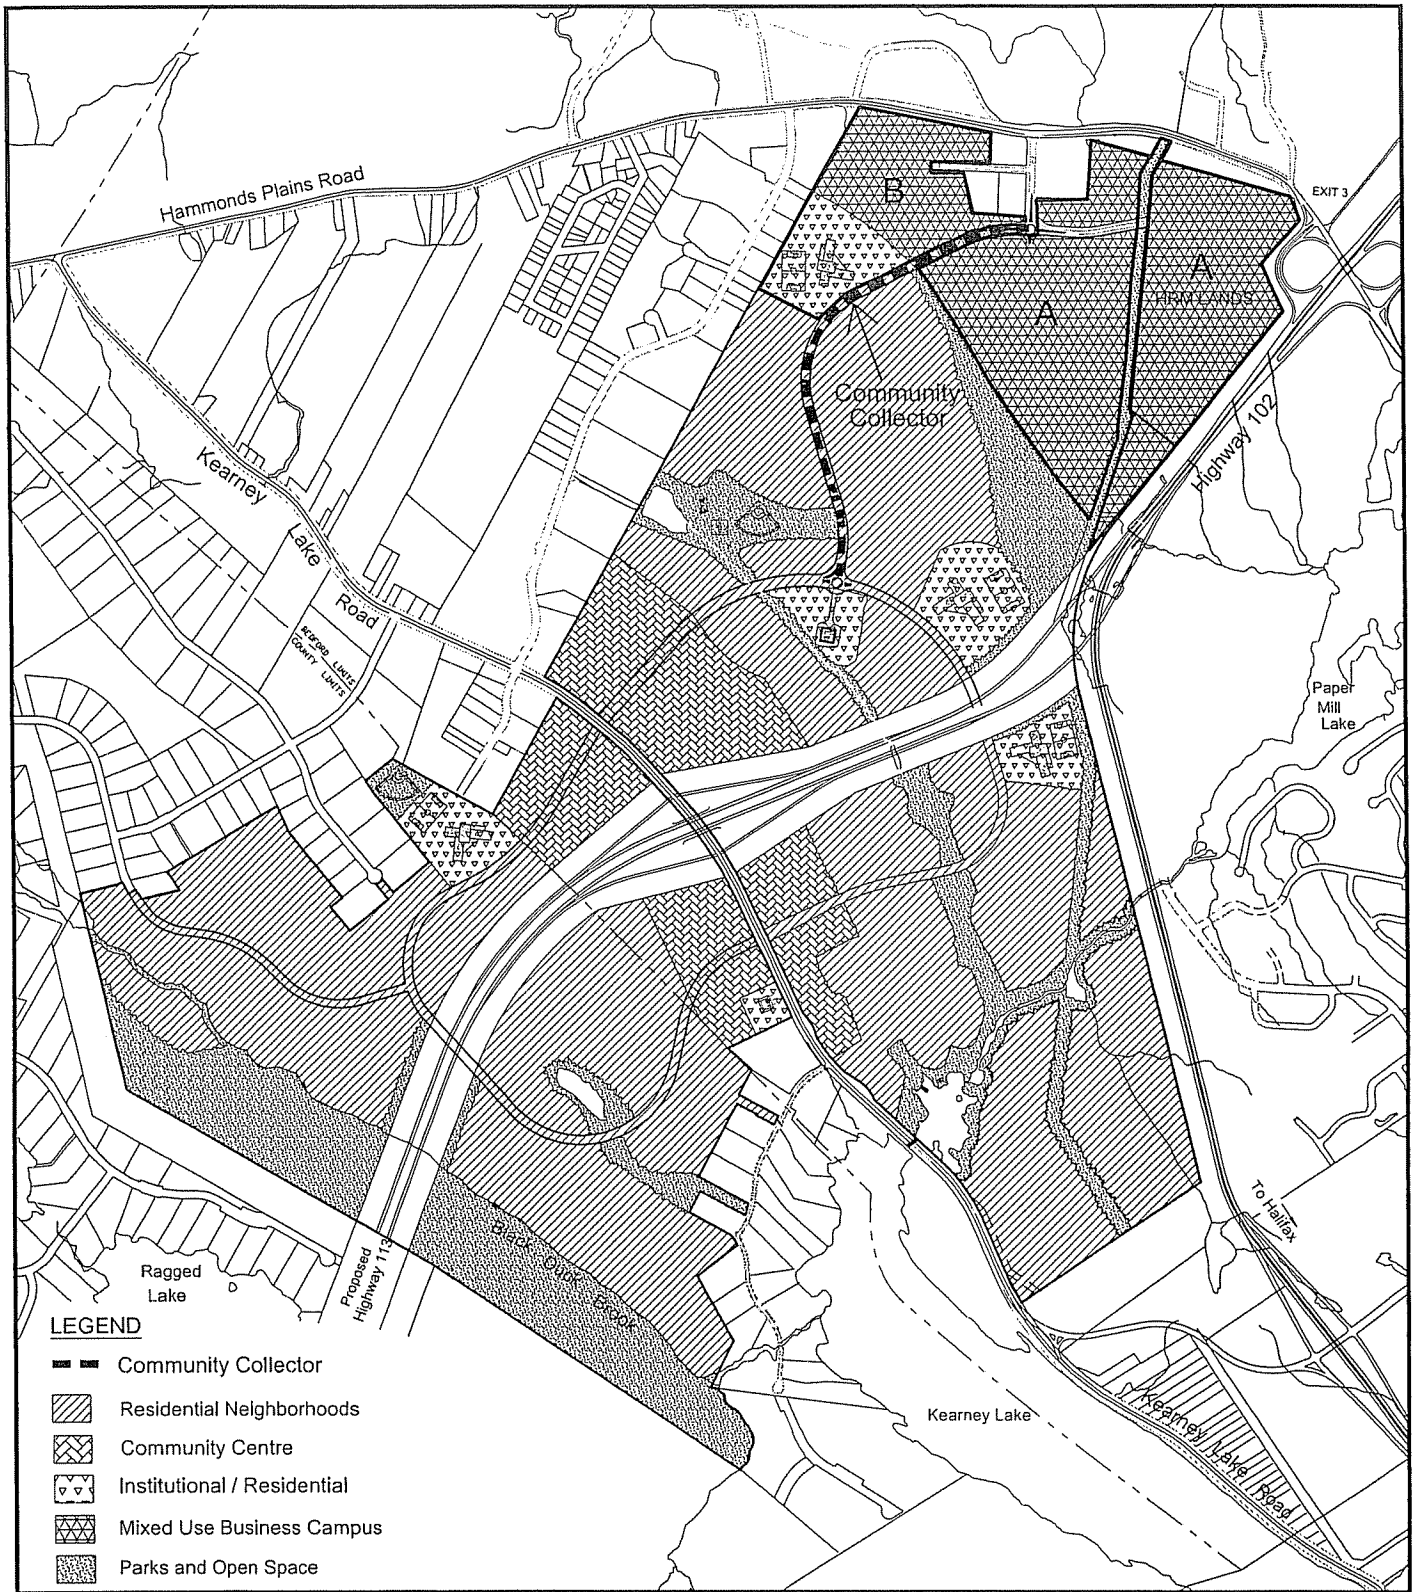 Hammonds Plains Road
EXIT 3
B
A
HRM LANDS
A
Community
Collector
Highway 102
Kearney
Lake
Road
BEDFORD LIMITS
COUNTY LIMITS
Paper
Mill
Lake
To Halifax
Black Duck Brook
Proposed
Highway 113
Ragged
Lake
Kearney Lake
Kearney Lake Road
LEGEND
Community Collector
Residential Neighborhoods
Community Centre
Institutional / Residential
Mixed Use Business Campus
Parks and Open Space